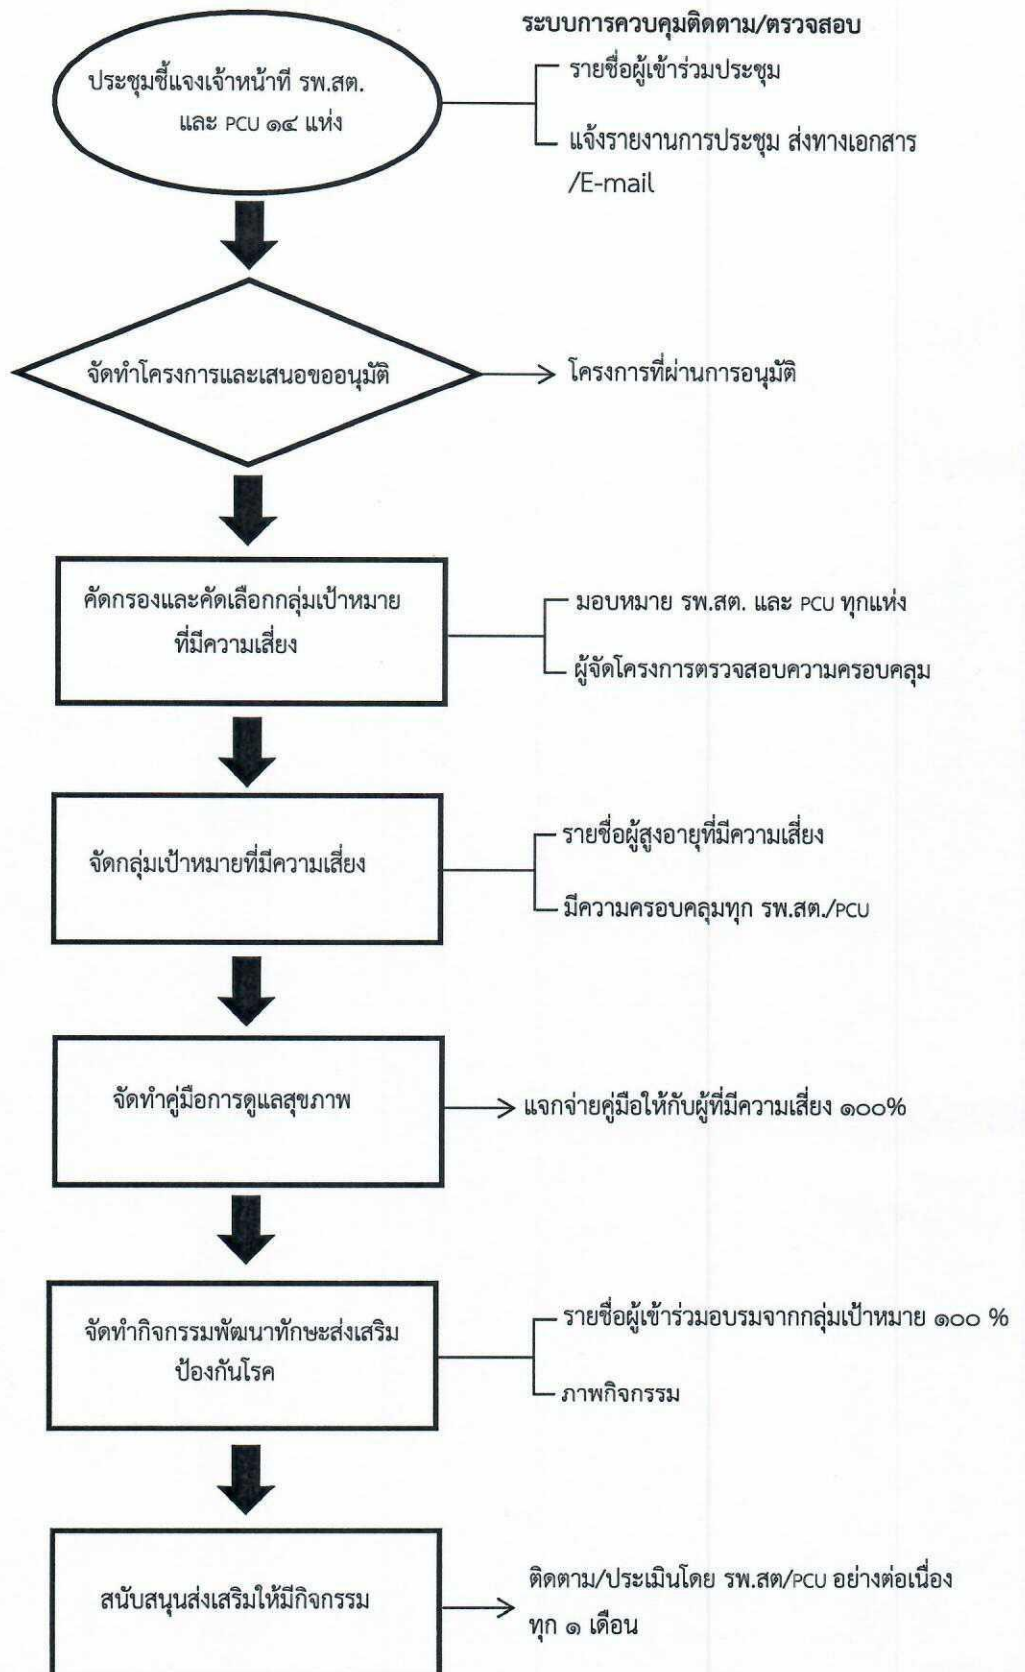 ระบบการควบคุมติดตาม/ตรวจสอบ
ประชุมชี้แจงเจ้าหน้าที่ รพ.สต.
และ PCU ๑๔ แห่ง
รายชื่อผู้เข้าร่วมประชุม
แจ้งรายงานการประชุม ส่งทางเอกสาร
/E-mail
จัดทำโครงการและเสนอขออนุมัติ
โครงการที่ผ่านการอนุมัติ
คัดกรองและคัดเลือกกลุ่มเป้าหมาย
ที่มีความเสี่ยง
มอบหมาย รพ.สต. และ PCU ทุกแห่ง
ผู้จัดโครงการตรวจสอบความครอบคลุม
จัดกลุ่มเป้าหมายที่มีความเสี่ยง
รายชื่อผู้สูงอายุที่มีความเสี่ยง
มีความครอบคลุมทุก รพ.สต./PCU
จัดทำคู่มือการดูแลสุขภาพ
แจกจ่ายคู่มือให้กับผู้ที่มีความเสี่ยง ๑๐๐%
จัดทำกิจกรรมพัฒนาทักษะส่งเสริม
ป้องกันโรค
รายชื่อผู้เข้าร่วมอบรมจากกลุ่มเป้าหมาย ๑๐๐ %
ภาพกิจกรรม
สนับสนุนส่งเสริมให้มีกิจกรรม
ติดตาม/ประเมินโดย รพ.สต/PCU อย่างต่อเนื่อง
ทุก ๑ เดือน